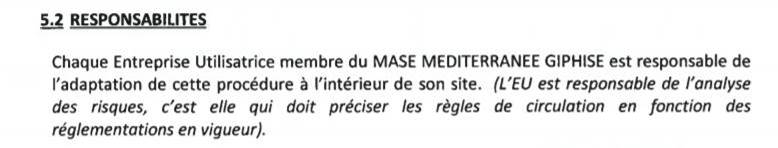 5.2 RESPONSABILITES
Chaque Entreprise Utilisatrice membre du MASE MEDITERRANEE GIPHISE est responsable de
l'adaptation de cette procédure à l'intérieur de son site. (L'EU est responsable de l'analyse
des risques, c'est elle qui doit préciser les règles de circulation en fonction des
réglementations en vigueur).